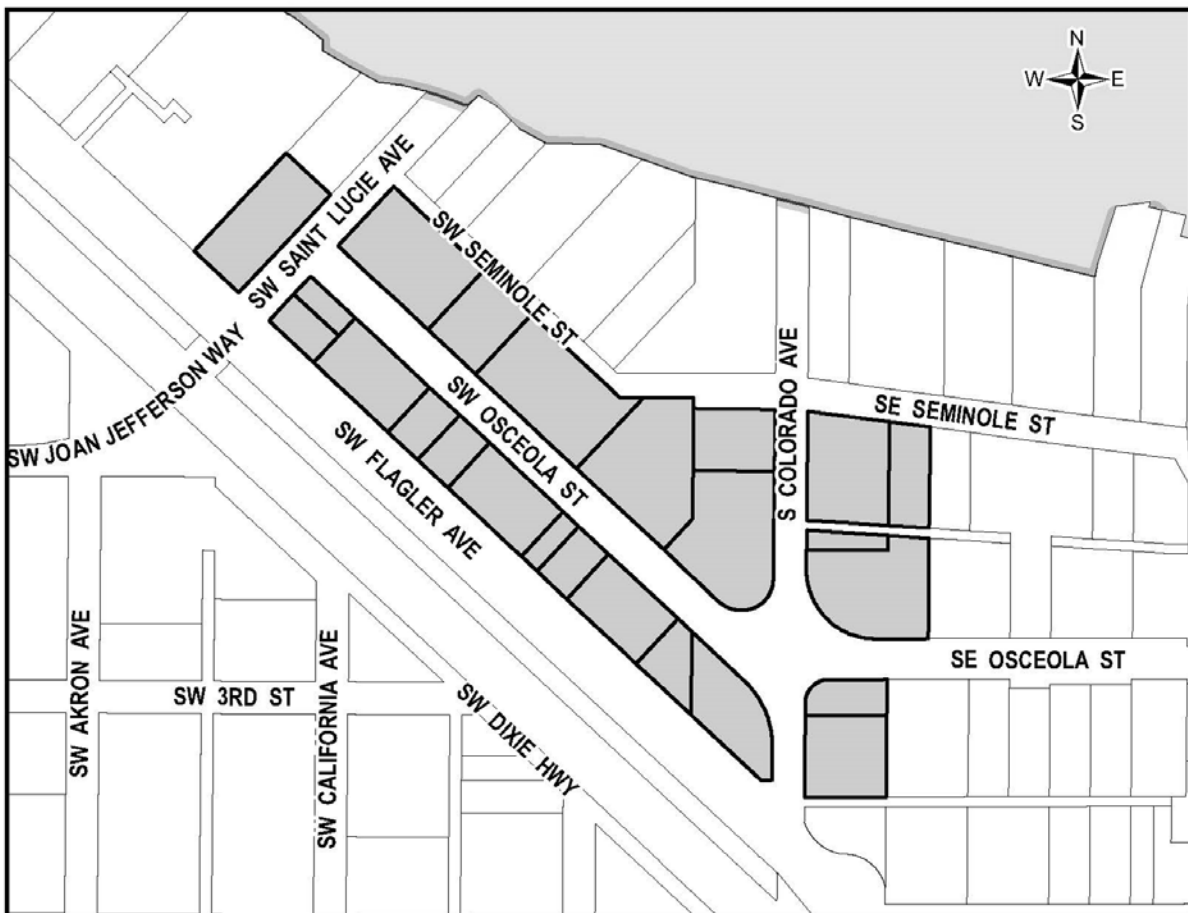 N
W E
S
SW SAINT LUCIE AVE
SW SEMINOLE ST
SW JOAN JEFFERSON WAY
SW OSCEOLA ST
SW FLAGLER AVE
S COLORADO AVE
SE SEMINOLE ST
SE OSCEOLA ST
SW AKRON AVE
SW 3RD ST
SW CALIFORNIA AVE
SW DIXIE HWY